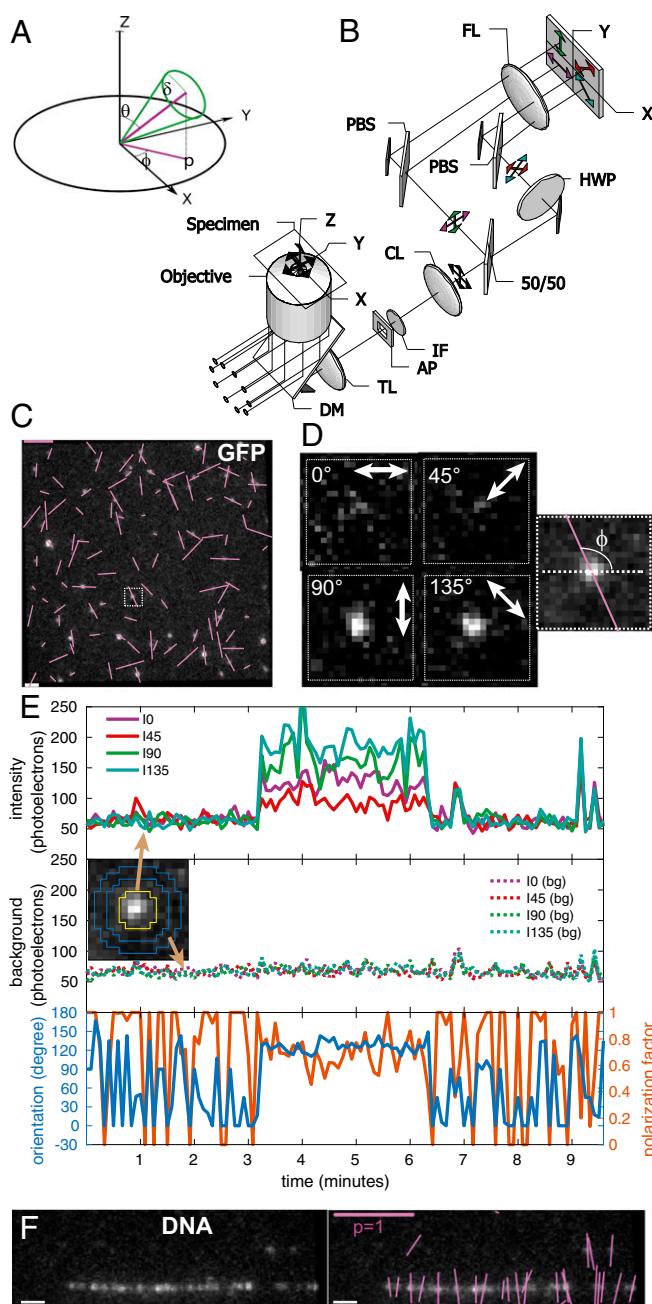 A
Z
δ
θ
Y
ϕ
p
X
B
FL
Y
X
PBS
PBS
HWP
Specimen
Z
Y
CL
Objective
X
50/50
IF
AP
TL
DM
C
GFP
D
0°
45°
90°
135°
ϕ
E
250
200
150
100
50
intensity
(photoelectrons)
I0
I45
I90
I135
250
200
150
100
50
background
(photoelectrons)
I0 (bg)
I45 (bg)
I90 (bg)
I135 (bg)
180
150
120
90
60
30
0
-30
orientation (degree)
1
0.8
0.6
0.4
0.2
0
polarization factor
1 2 3 4 5 6 7 8 9
time (minutes)
F
DNA
p=1